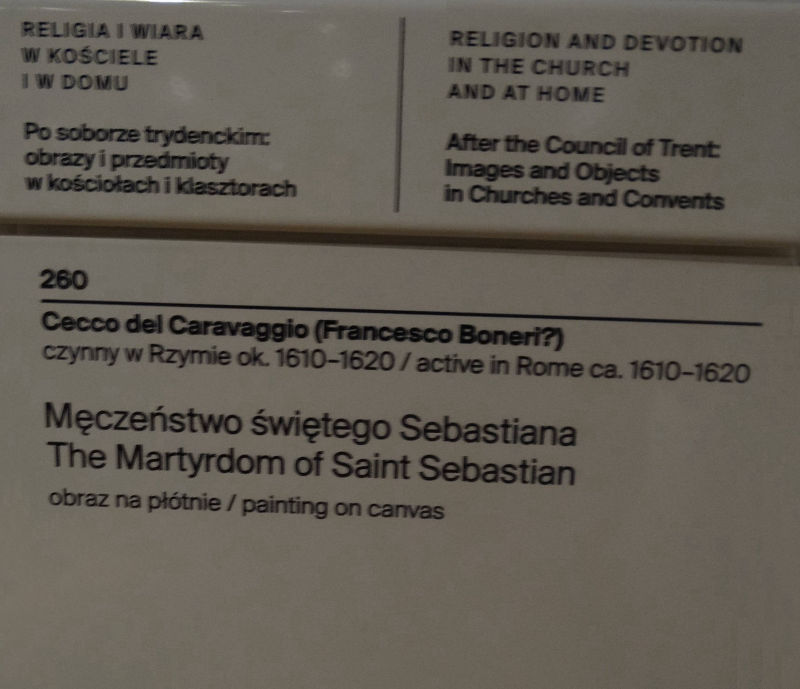 RELIGIA I WIARA
W KOŚCIELE
I W DOMU
Po soborze trydenckim:
obrazy i przedmioty
w kościołach i klasztorach
RELIGION AND DEVOTION
IN THE CHURCH
AND AT HOME
After the Council of Trent:
Images and Objects
in Churches and Convents
260
Cecco del Caravaggio (Francesco Boneri?)
czynny w Rzymie ok. 1610–1620 / active in Rome ca. 1610–1620
Męczeństwo świętego Sebastiana
The Martyrdom of Saint Sebastian
obraz na płótnie / painting on canvas